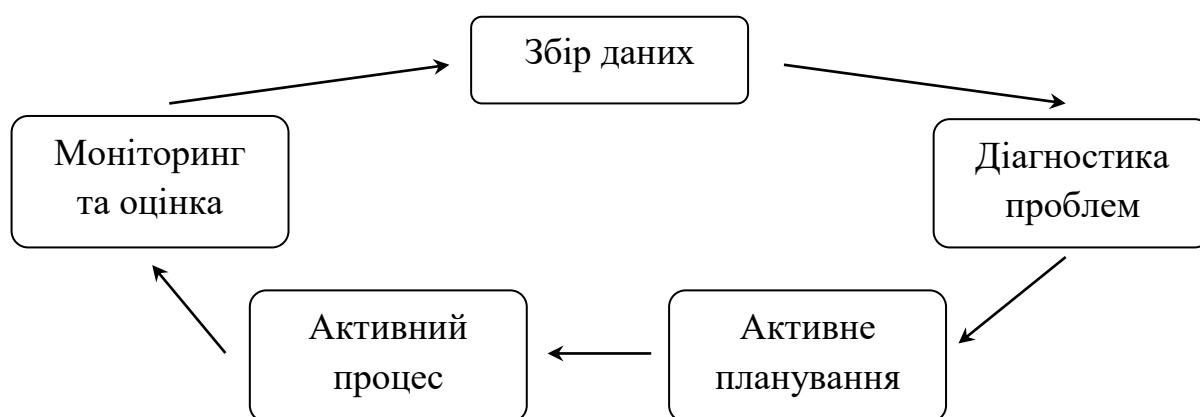 Збір даних
Моніторинг
та оцінка
Діагностика
проблем
Активний
процес
Активне
планування